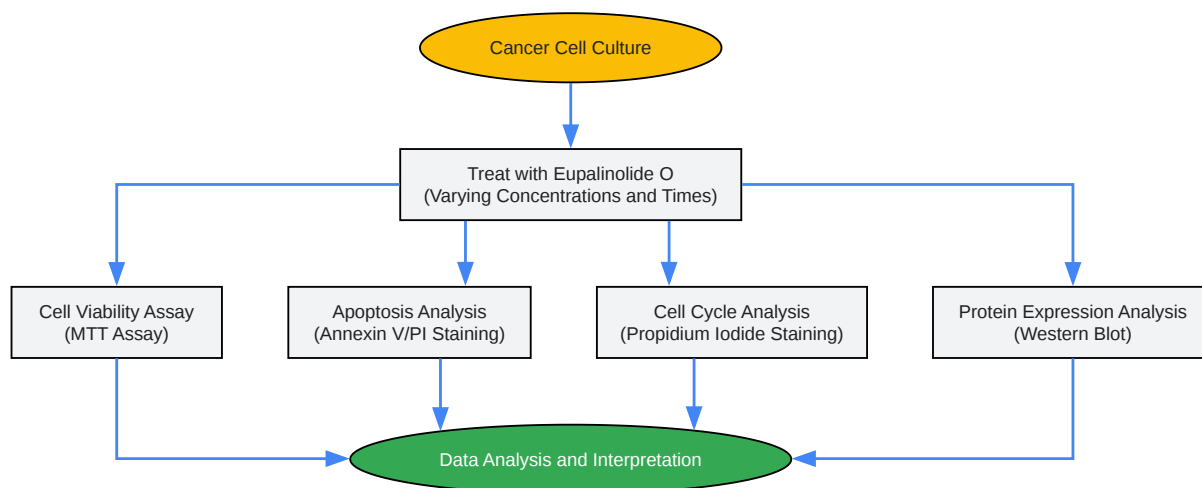 Cancer Cell Culture
Treat with Eupalinolide O
(Varying Concentrations and Times)
Cell Viability Assay
(MTT Assay)
Apoptosis Analysis
(Annexin V/PI Staining)
Cell Cycle Analysis
(Propidium Iodide Staining)
Protein Expression Analysis
(Western Blot)
Data Analysis and Interpretation